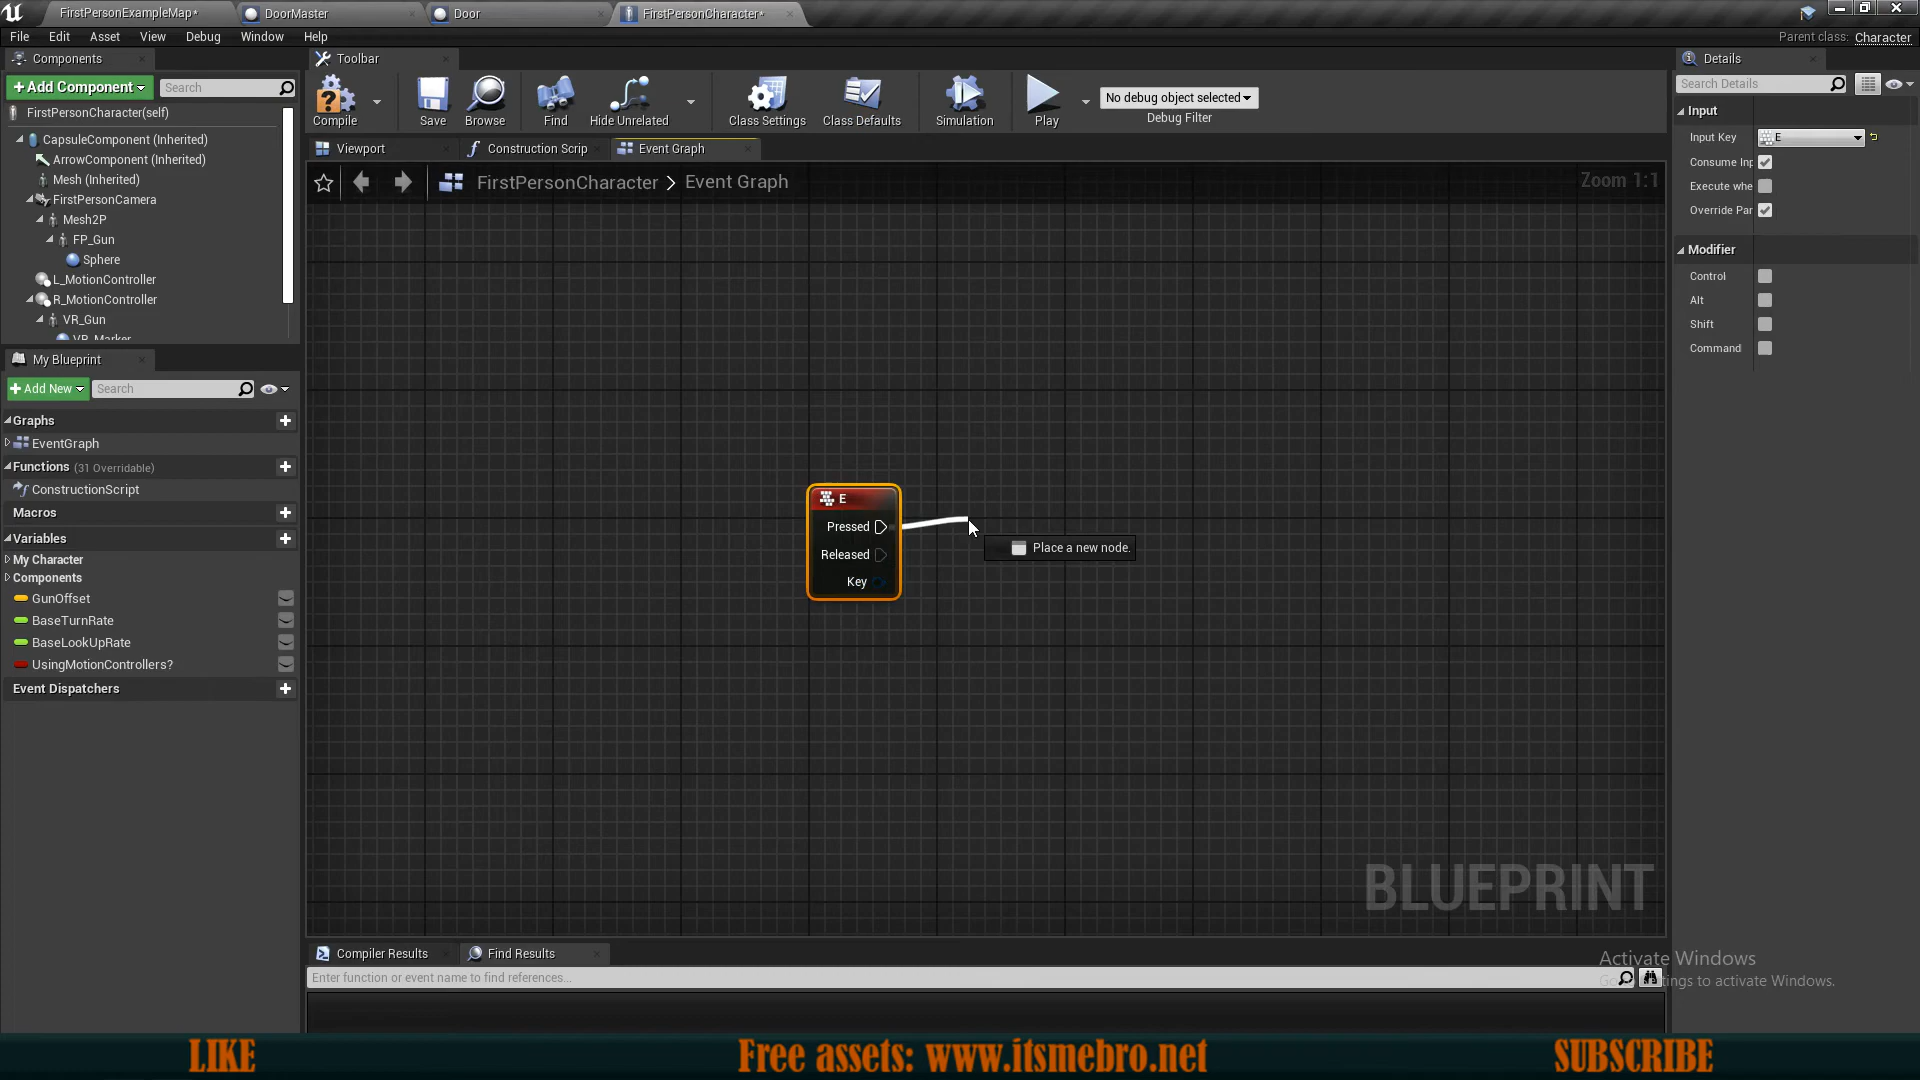 FirstPersonExampleMap*
DoorMaster
Door
FirstPersonCharacter*
File Edit Asset View Debug Window Help
Parent class: Character
Components
Toolbar
Details
+ Add Component
Search
Search Details
FirstPersonCharacter(self)
CapsuleComponent (Inherited)
ArrowComponent (Inherited)
Mesh (Inherited)
FirstPersonCamera
Mesh2P
FP_Gun
Sphere
L_MotionController
R_MotionController
VR_Gun
VR_Marker
Compile
Save
Browse
Find
Hide Unrelated
Class Settings
Class Defaults
Simulation
Play
No debug object selected
Debug Filter
Viewport
Construction Scrip
Event Graph
FirstPersonCharacter > Event Graph
Zoom 1:1
Input
Input Key
E
Consume Inp
Execute whe
Override Par
Modifier
Control
Alt
Shift
Command
My Blueprint
+ Add New
Search
Graphs
EventGraph
Functions (31 Overridable)
ConstructionScript
Macros
Variables
My Character
Components
GunOffset
BaseTurnRate
BaseLookUpRate
UsingMotionControllers?
Event Dispatchers
E
Pressed
Released
Key
Place a new node.
BLUEPRINT
Compiler Results
Find Results
Enter function or event name to find references...
Activate Windows
tings to activate Windows.
LIKE
Free assets: www.itsmebro.net
SUBSCRIBE